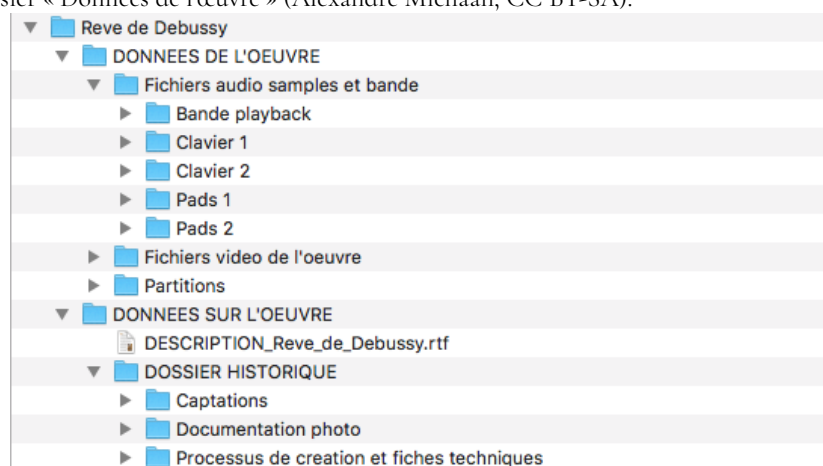 sier « Données de l'œuvre » (Alexandre Michaan, CC BY-SA).
Reve de Debussy
DONNEES DE L'OEUVRE
Fichiers audio samples et bande
Bande playback
Clavier 1
Clavier 2
Pads 1
Pads 2
Fichiers video de l'oeuvre
Partitions
DONNEES SUR L'OEUVRE
DESCRIPTION_Reve_de_Debussy.rtf
DOSSIER HISTORIQUE
Captations
Documentation photo
Processus de creation et fiches techniques